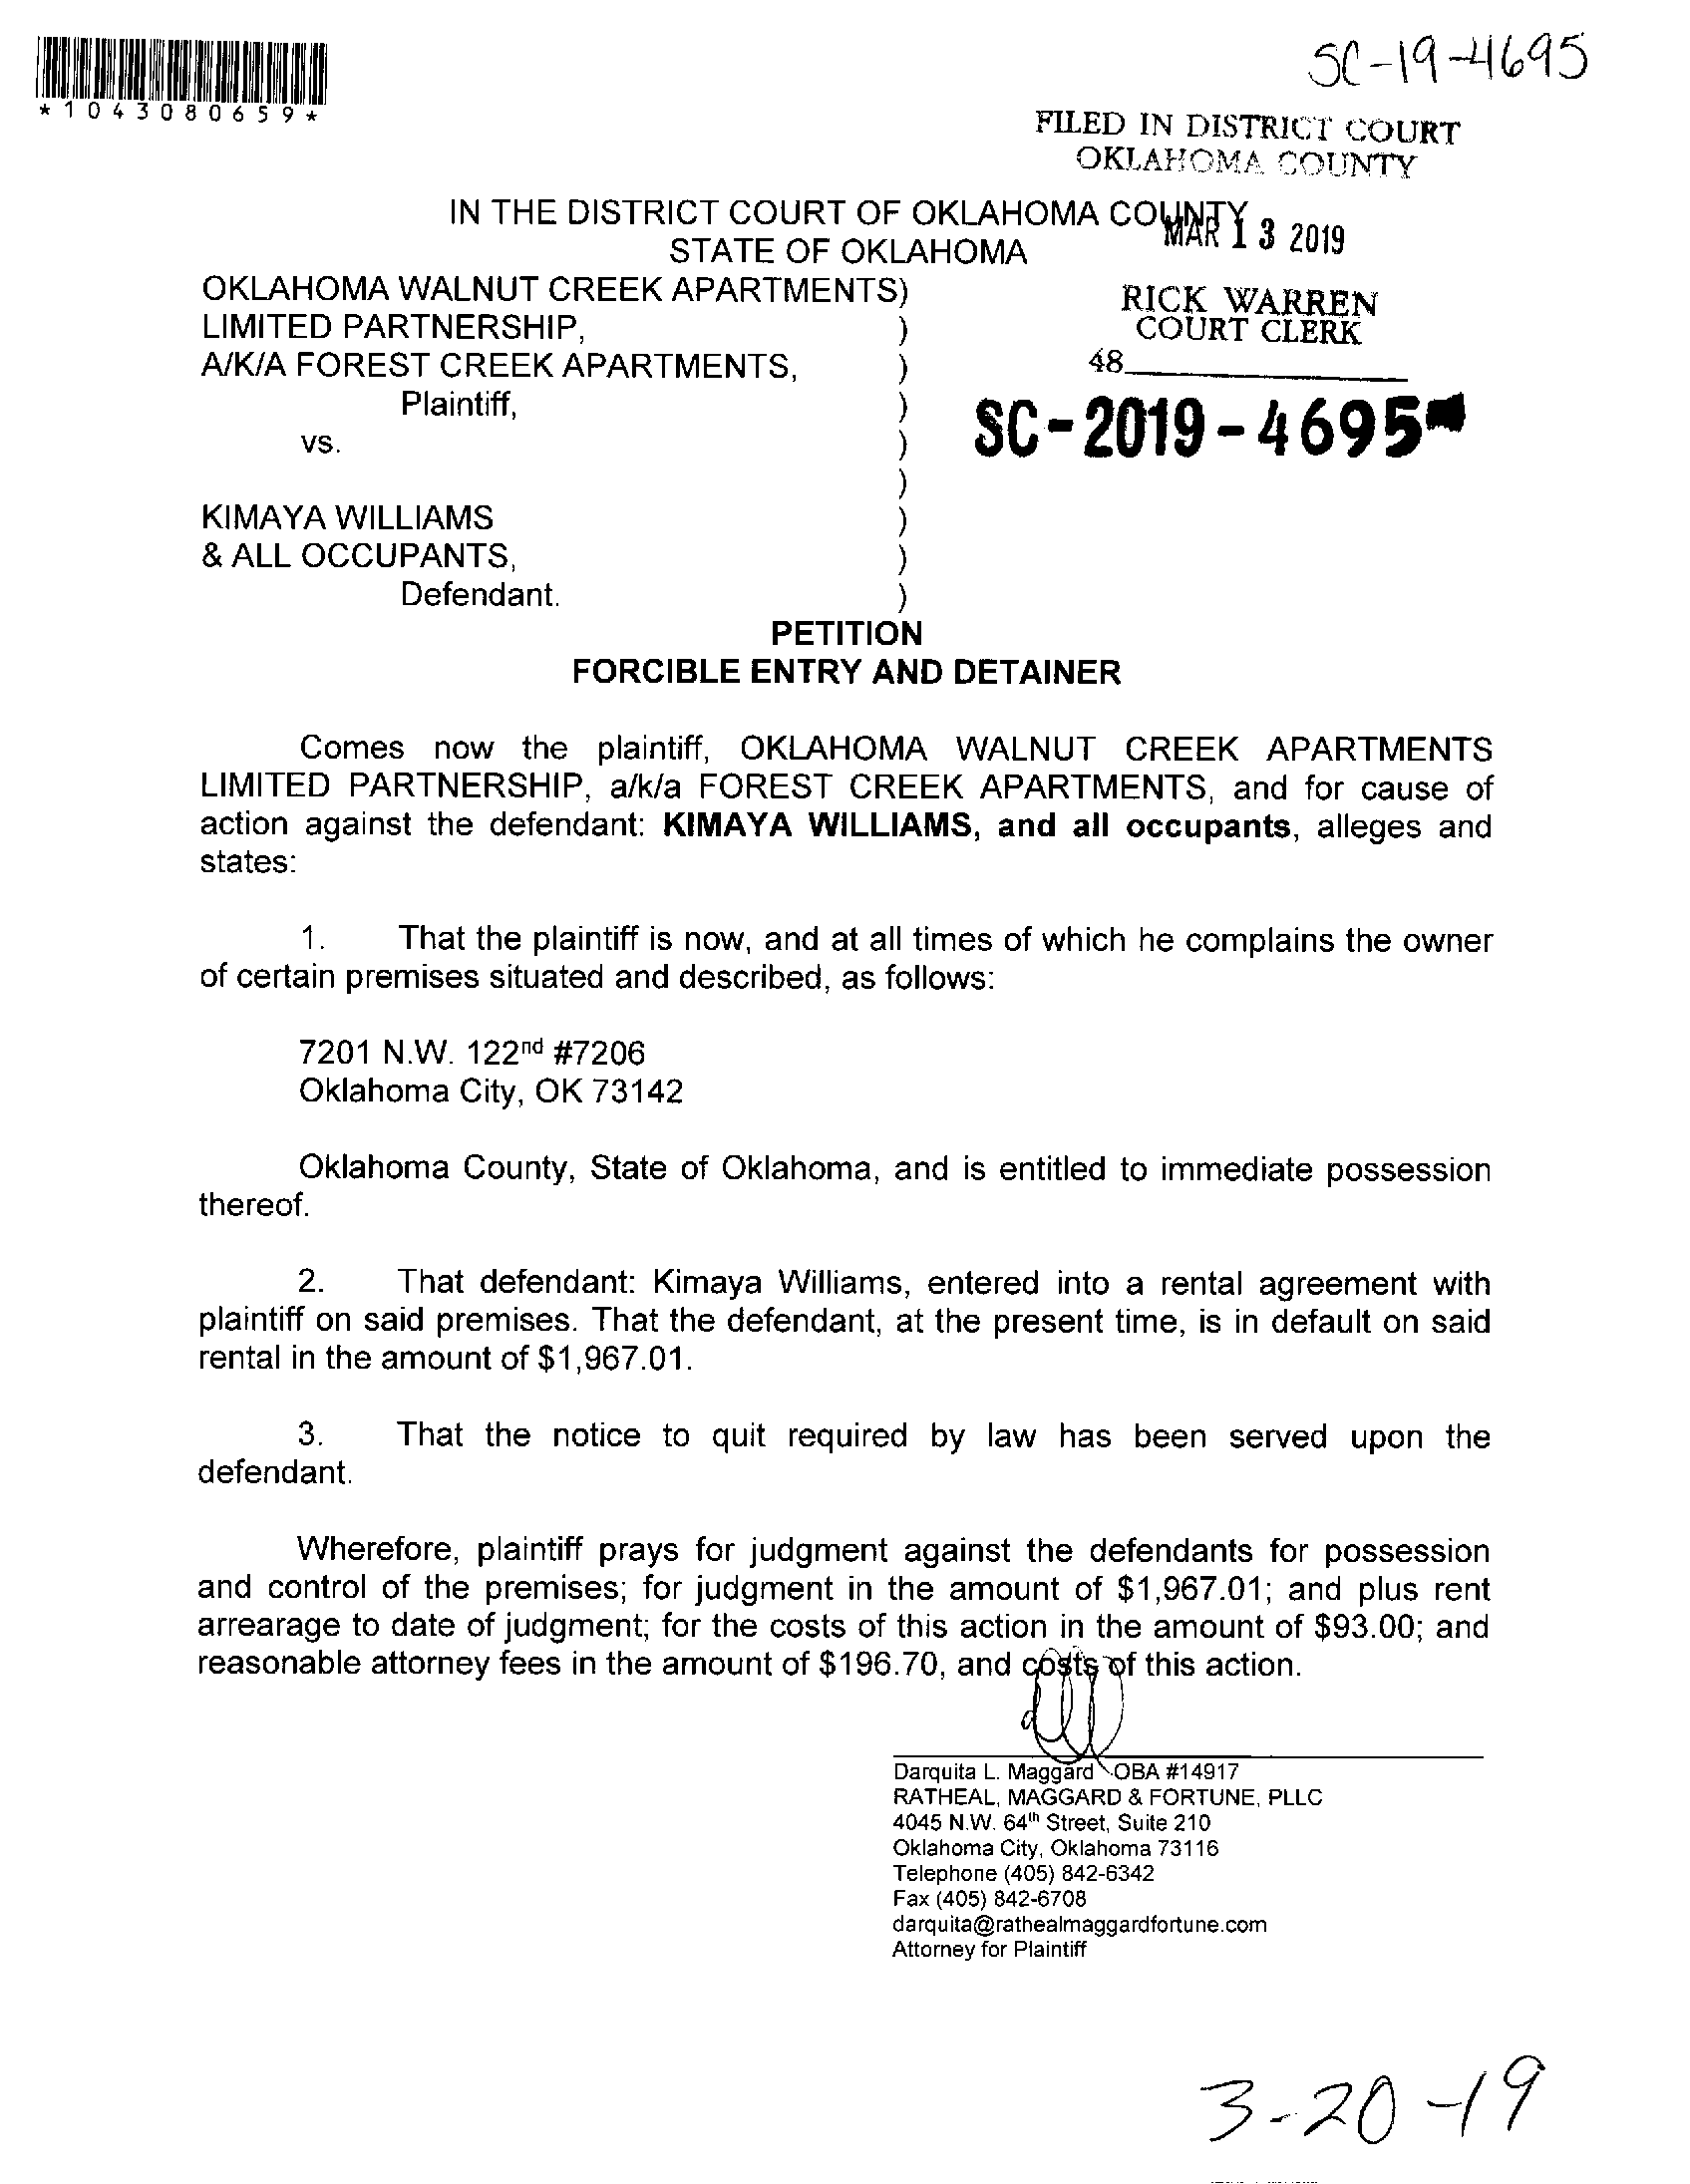 SC-19-4695
*1043080659*
FILED IN DISTRICT COURT
OKLAHOMA COUNTY
IN THE DISTRICT COURT OF OKLAHOMA COUNTY
MAR 13 2019
STATE OF OKLAHOMA
OKLAHOMA WALNUT CREEK APARTMENTS)
LIMITED PARTNERSHIP, )
A/K/A FOREST CREEK APARTMENTS, )
Plaintiff, )
vs. )
)
KIMAYA WILLIAMS )
& ALL OCCUPANTS, )
Defendant. )
RICK WARREN
COURT CLERK
48
SC-2019-4695
PETITION
FORCIBLE ENTRY AND DETAINER
Comes now the plaintiff, OKLAHOMA WALNUT CREEK APARTMENTS
LIMITED PARTNERSHIP, a/k/a FOREST CREEK APARTMENTS, and for cause of
action against the defendant: KIMAYA WILLIAMS, and all occupants, alleges and
states:
1. That the plaintiff is now, and at all times of which he complains the owner
of certain premises situated and described, as follows:
7201 N.W. 122nd #7206
Oklahoma City, OK 73142
Oklahoma County, State of Oklahoma, and is entitled to immediate possession
thereof.
2. That defendant: Kimaya Williams, entered into a rental agreement with
plaintiff on said premises. That the defendant, at the present time, is in default on said
rental in the amount of $1,967.01.
3. That the notice to quit required by law has been served upon the
defendant.
Wherefore, plaintiff prays for judgment against the defendants for possession
and control of the premises; for judgment in the amount of $1,967.01; and plus rent
arrearage to date of judgment; for the costs of this action in the amount of $93.00; and
reasonable attorney fees in the amount of $196.70, and costs of this action.
Darquita L. Maggard OBA #14917
RATHEAL, MAGGARD & FORTUNE, PLLC
4045 N.W. 64th Street, Suite 210
Oklahoma City, Oklahoma 73116
Telephone (405) 842-6342
Fax (405) 842-6708
darquita@rathealmaggardfortune.com
Attorney for Plaintiff
3-20-19